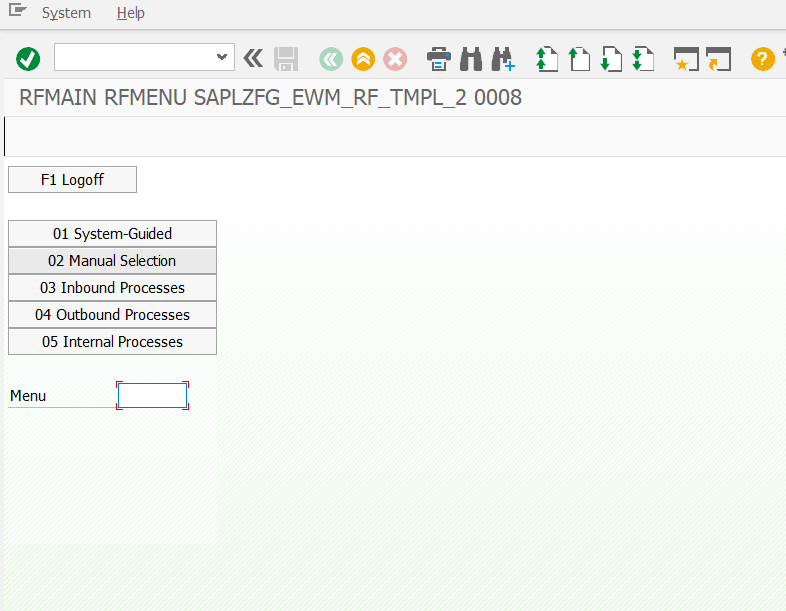 System Help
RFMAIN RFMENU SAPLZFG_EWM_RF_TMPL_2 0008
F1 Logoff
01 System-Guided
02 Manual Selection
03 Inbound Processes
04 Outbound Processes
05 Internal Processes
Menu